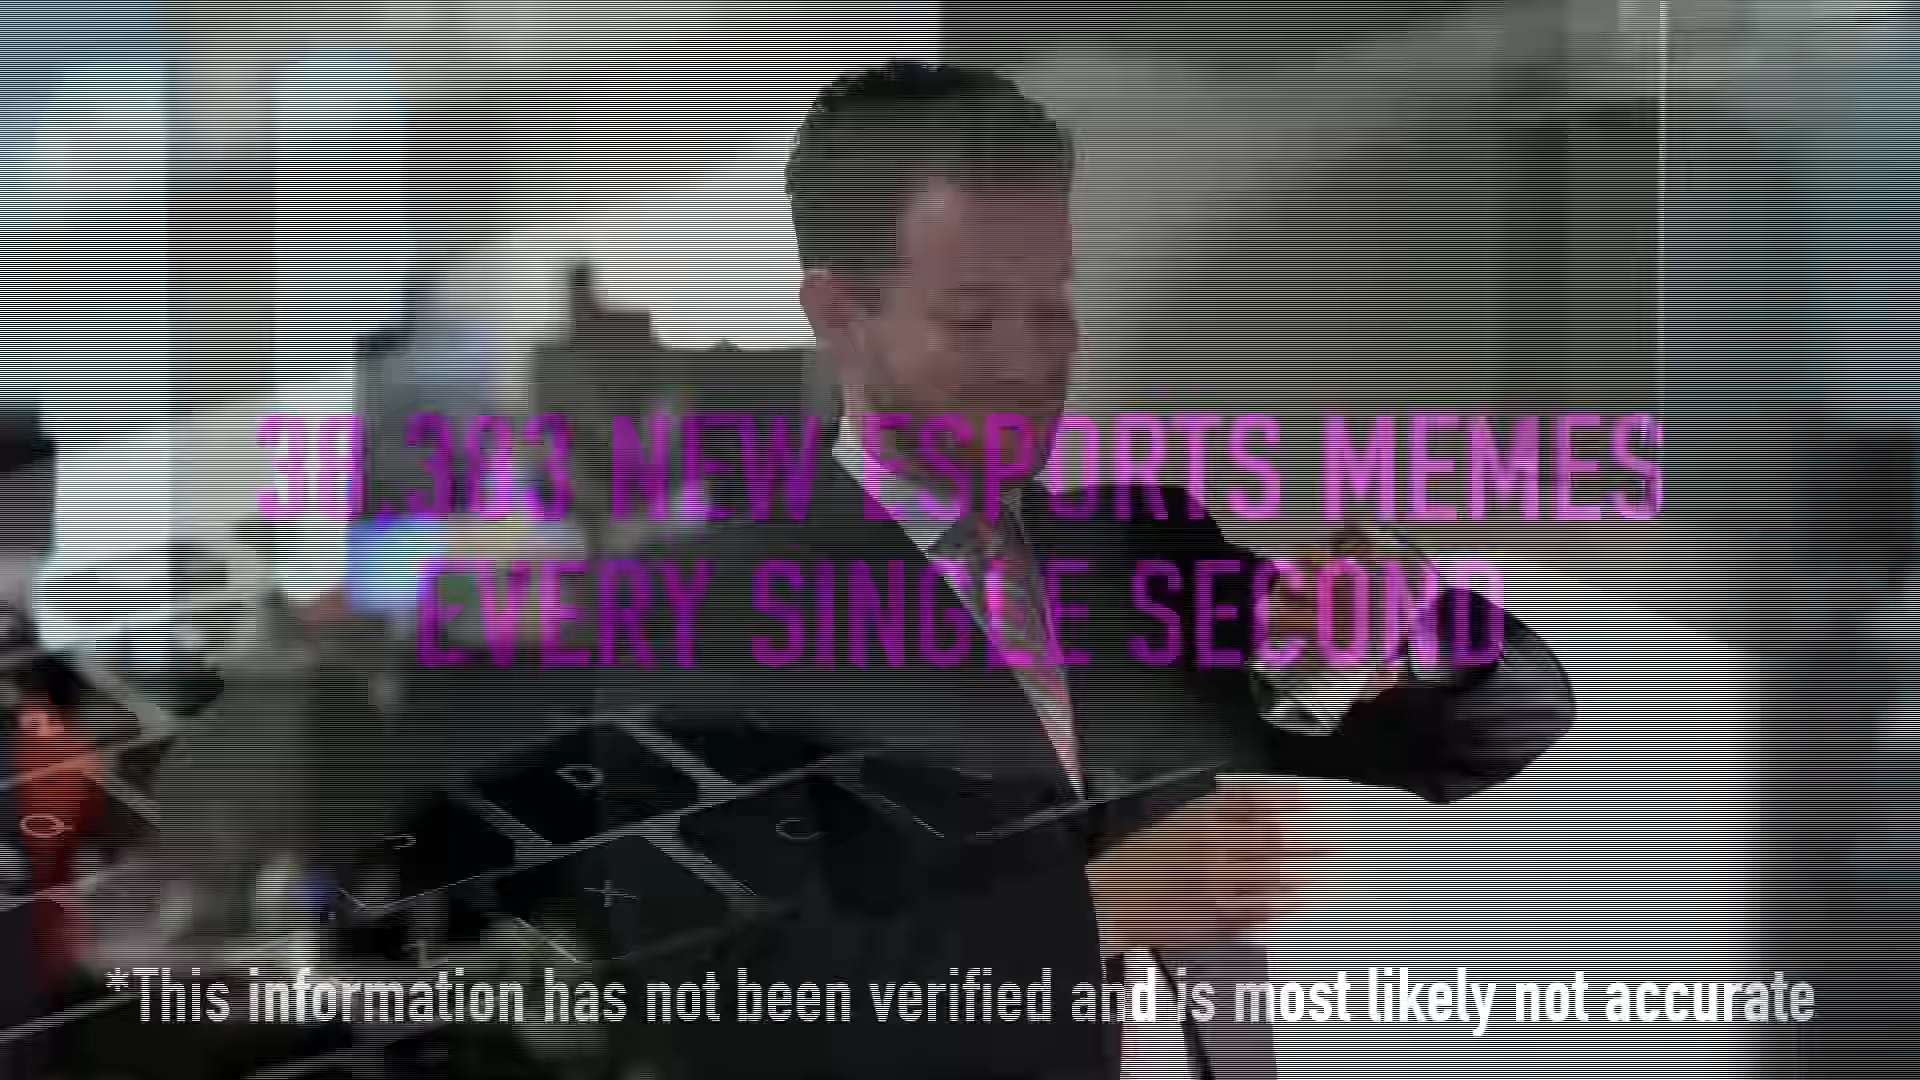 38,383 NEW ESPORTS MEMES
EVERY SINGLE SECOND
*This information has not been verified and is most likely not accurate
Q
D
C
X
Z